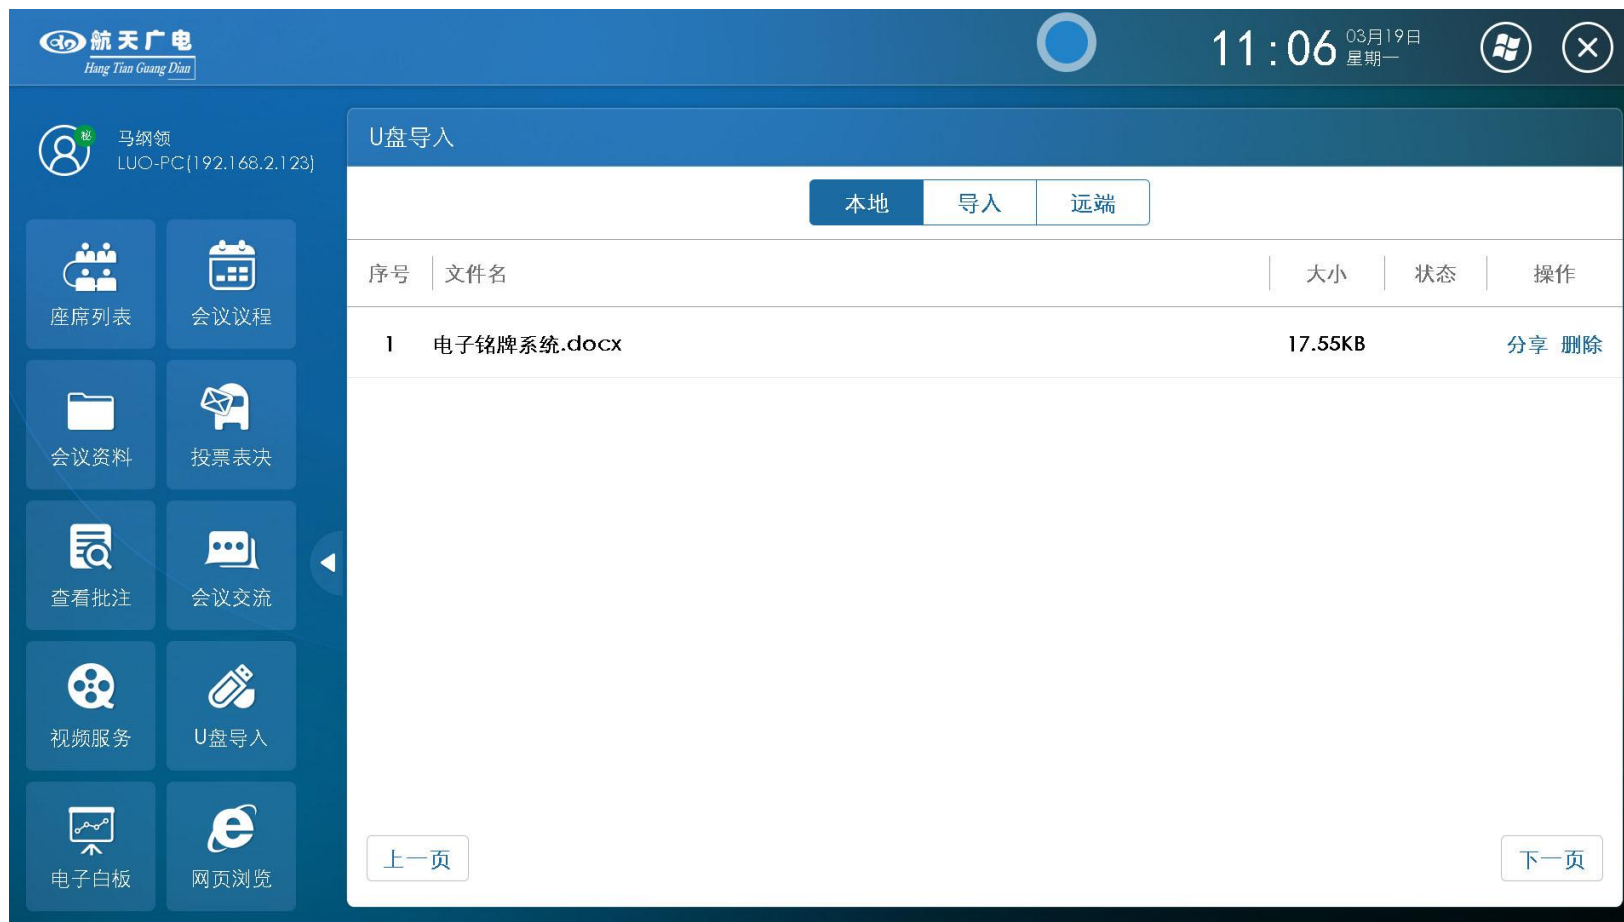 航天广电
Hang Tian Guang Dian
11:06
03月19日
星期一
秘
马纲领
LUO-PC(192.168.2.123)
座席列表
会议议程
会议资料
投票表决
查看批注
会议交流
视频服务
U盘导入
电子白板
网页浏览
U盘导入
本地 导入 远端
序号 文件名 大小 状态 操作
1 电子铭牌系统.docx 17.55KB 分享 删除
上一页 下一页